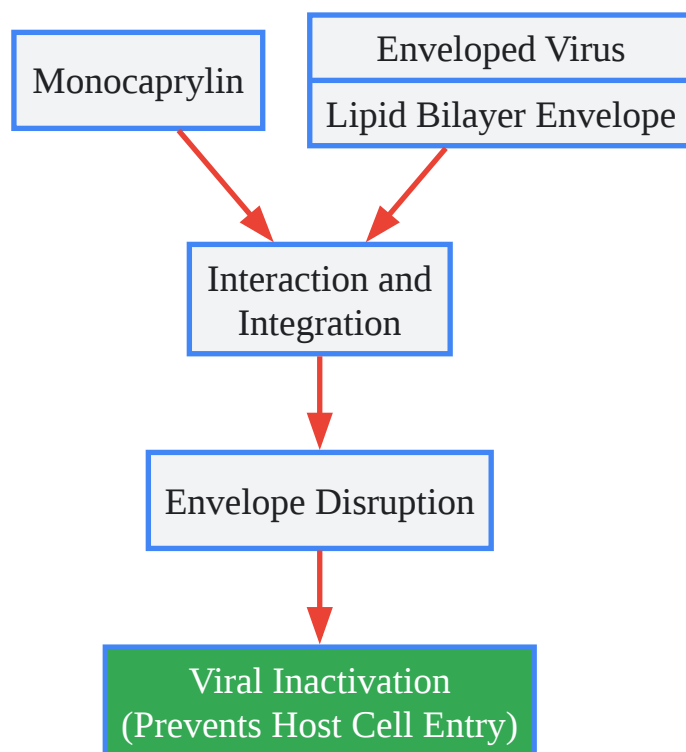 Monocaprylin
Enveloped Virus
Lipid Bilayer Envelope
Interaction and
Integration
Envelope Disruption
Viral Inactivation
(Prevents Host Cell Entry)